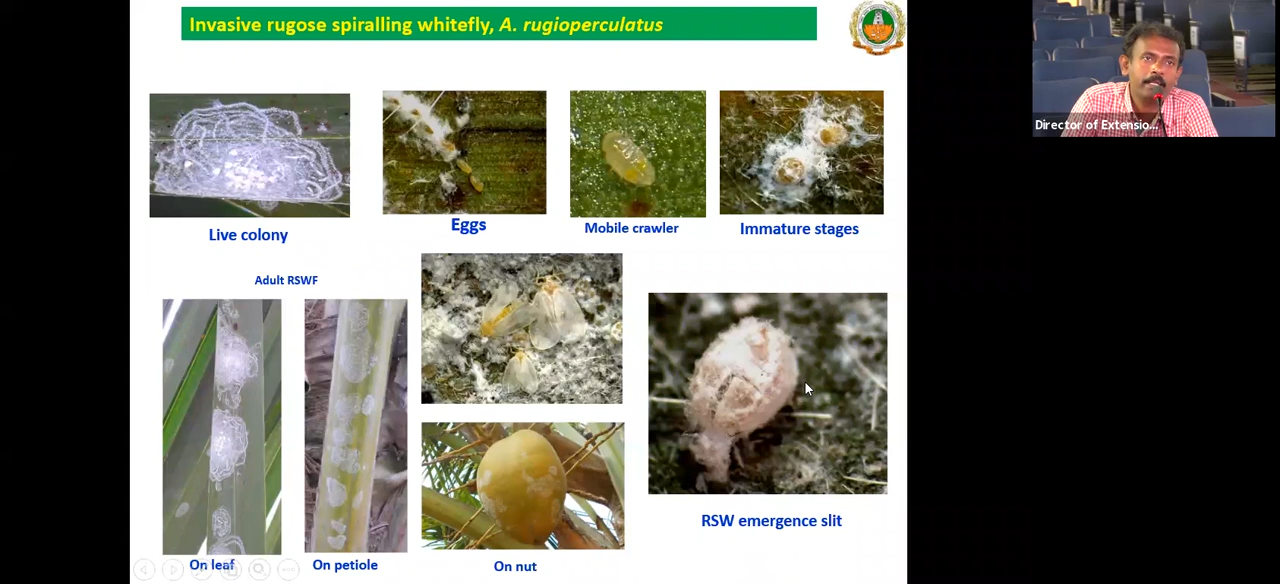 Invasive rugose spiralling whitefly, A. rugioperculatus
Director of Extensio...
Live colony
Eggs
Mobile crawler
Immature stages
Adult RSWF
RSW emergence slit
On leaf
On petiole
On nut